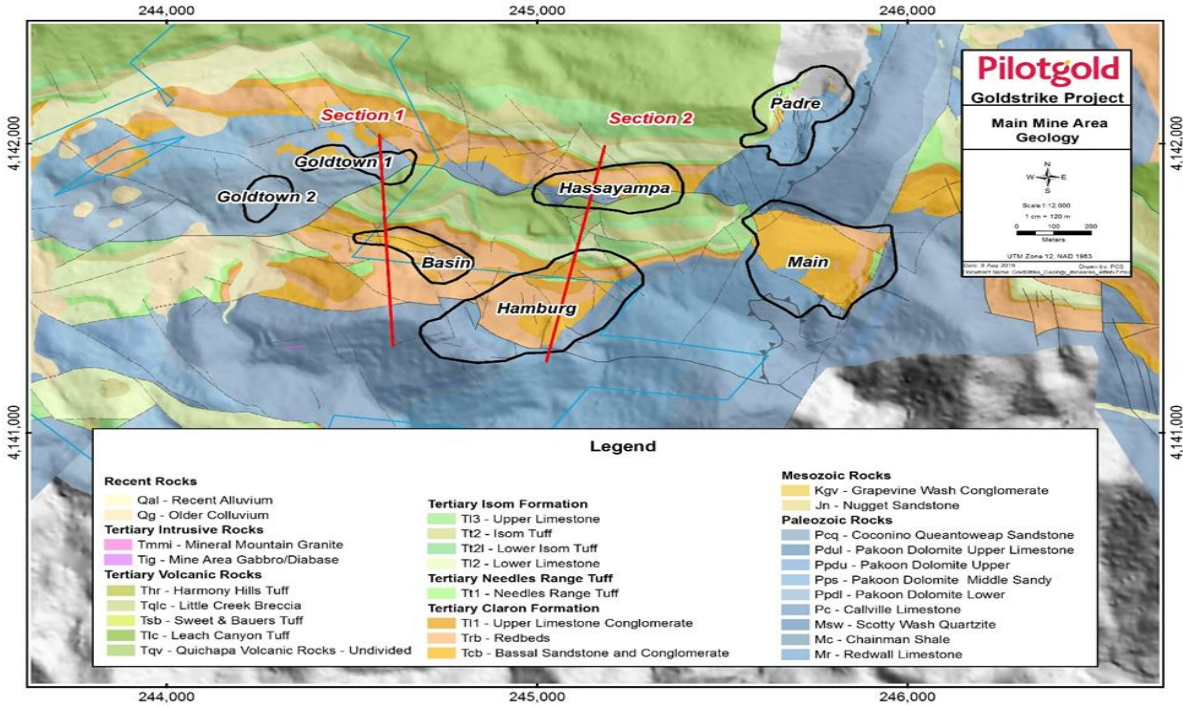 244,000 245,000 246,000
4,142,000
4,142,000
4,141,000
4,141,000
Pilotgold
Goldstrike Project
Main Mine Area
Geology
N
W E
S
Scale 1:12,000
1 cm = 120 m
0 100 200
Meters
UTM Zone 12, NAD 1983
Drawn by: PCS
Padre
Section 1
Section 2
Goldtown 1
Goldtown 2
Hassayampa
Basin
Main
Hamburg
Legend
Recent Rocks
Qal - Recent Alluvium
Qg - Older Colluvium
Tertiary Intrusive Rocks
Tmmi - Mineral Mountain Granite
Tig - Mine Area Gabbro/Diabase
Tertiary Volcanic Rocks
Thr - Harmony Hills Tuff
Tqlc - Little Creek Breccia
Tsb - Sweet & Bauers Tuff
Tlc - Leach Canyon Tuff
Tqv - Quichapa Volcanic Rocks - Undivided
Tertiary Isom Formation
Tl3 - Upper Limestone
Tt2 - Isom Tuff
Tt2l - Lower Isom Tuff
Tl2 - Lower Limestone
Tertiary Needles Range Tuff
Tt1 - Needles Range Tuff
Tertiary Claron Formation
Tl1 - Upper Limestone Conglomerate
Trb - Redbeds
Tcb - Bassal Sandstone and Conglomerate
Mesozoic Rocks
Kgv - Grapevine Wash Conglomerate
Jn - Nugget Sandstone
Paleozoic Rocks
Pcq - Coconino Queantoweap Sandstone
Pdul - Pakoon Dolomite Upper Limestone
Ppdu - Pakoon Dolomite Upper
Pps - Pakoon Dolomite Middle Sandy
Ppdl - Pakoon Dolomite Lower
Pc - Callville Limestone
Msw - Scotty Wash Quartzite
Mc - Chainman Shale
Mr - Redwall Limestone
244,000 245,000 246,000